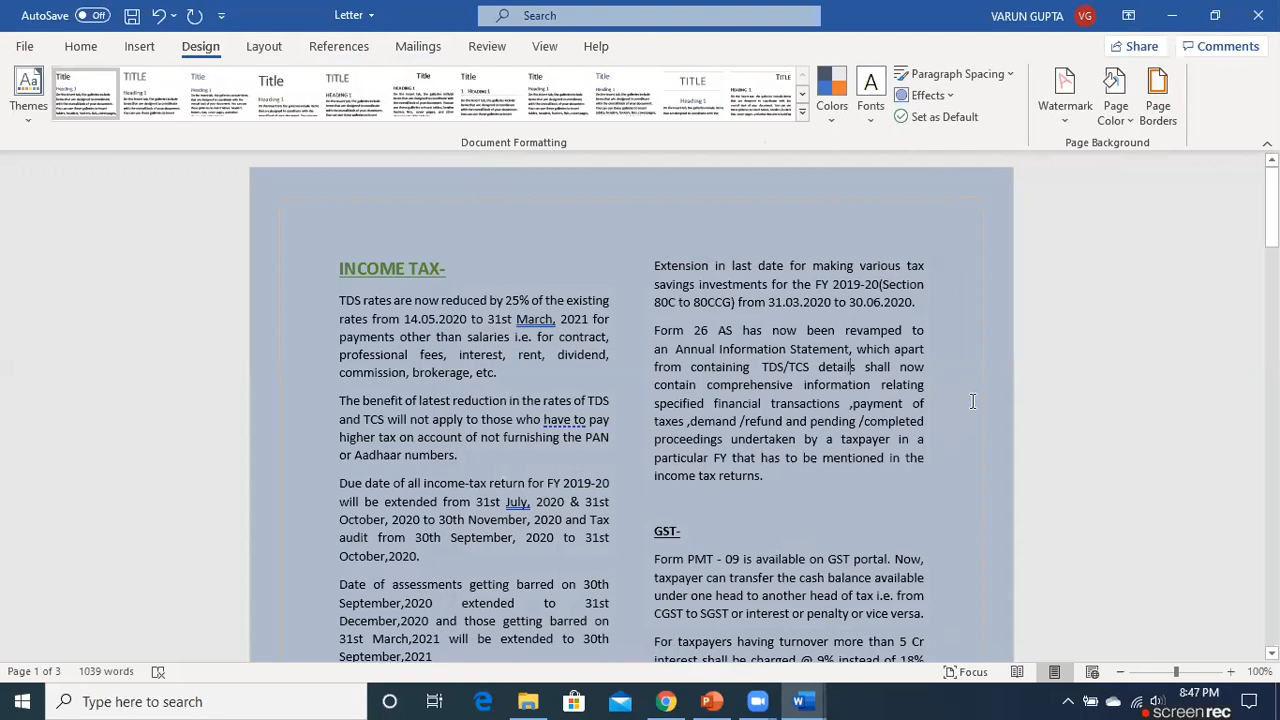 AutoSave Off
Letter
Search
VARUN GUPTA VG
File Home Insert Design Layout References Mailings Review View Help
Share Comments
Themes
Colors
Fonts
Paragraph Spacing
Effects
Set as Default
Watermark
Page Color
Page Borders
Document Formatting
Page Background
INCOME TAX-
TDS rates are now reduced by 25% of the existing
rates from 14.05.2020 to 31st March, 2021 for
payments other than salaries i.e. for contract,
professional fees, interest, rent, dividend,
commission, brokerage, etc.
The benefit of latest reduction in the rates of TDS
and TCS will not apply to those who have to pay
higher tax on account of not furnishing the PAN
or Aadhaar numbers.
Due date of all income-tax return for FY 2019-20
will be extended from 31st July, 2020 & 31st
October, 2020 to 30th November, 2020 and Tax
audit from 30th September, 2020 to 31st
October,2020.
Date of assessments getting barred on 30th
September,2020 extended to 31st
December,2020 and those getting barred on
31st March,2021 will be extended to 30th
September,2021
Extension in last date for making various tax
savings investments for the FY 2019-20(Section
80C to 80CCG) from 31.03.2020 to 30.06.2020.
Form 26 AS has now been revamped to
an Annual Information Statement, which apart
from containing TDS/TCS details shall now
contain comprehensive information relating
specified financial transactions ,payment of
taxes ,demand /refund and pending /completed
proceedings undertaken by a taxpayer in a
particular FY that has to be mentioned in the
income tax returns.
GST-
Form PMT - 09 is available on GST portal. Now,
taxpayer can transfer the cash balance available
under one head to another head of tax i.e. from
CGST to SGST or interest or penalty or vice versa.
For taxpayers having turnover more than 5 Cr
interest shall be charged @ 9% instead of 18%
Page 1 of 3 1039 words
Focus
100%
Type here to search
8:47 PM
screen rec